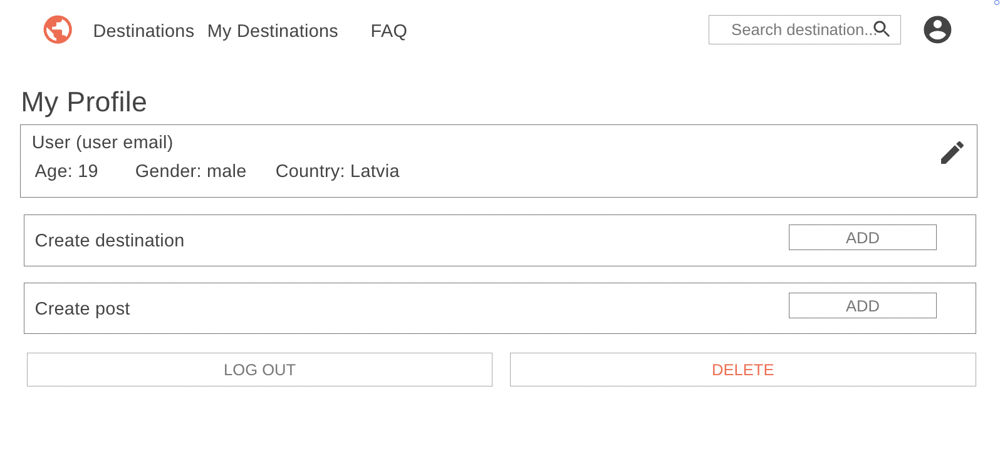 Destinations My Destinations FAQ Search destination...
My Profile
User (user email)
Age: 19 Gender: male Country: Latvia
Create destination ADD
Create post ADD
LOG OUT DELETE